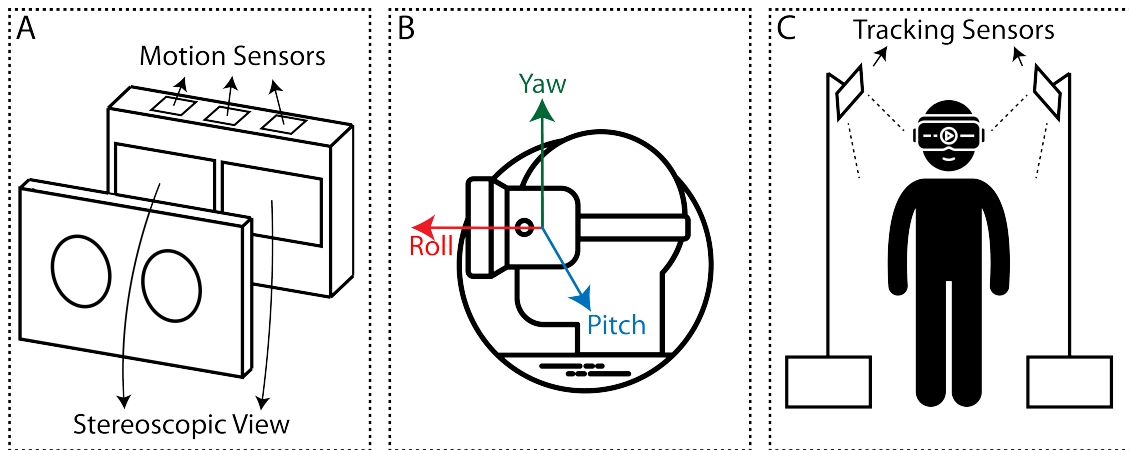 A
Motion Sensors
Stereoscopic View
B
Yaw
Roll
Pitch
C
Tracking Sensors